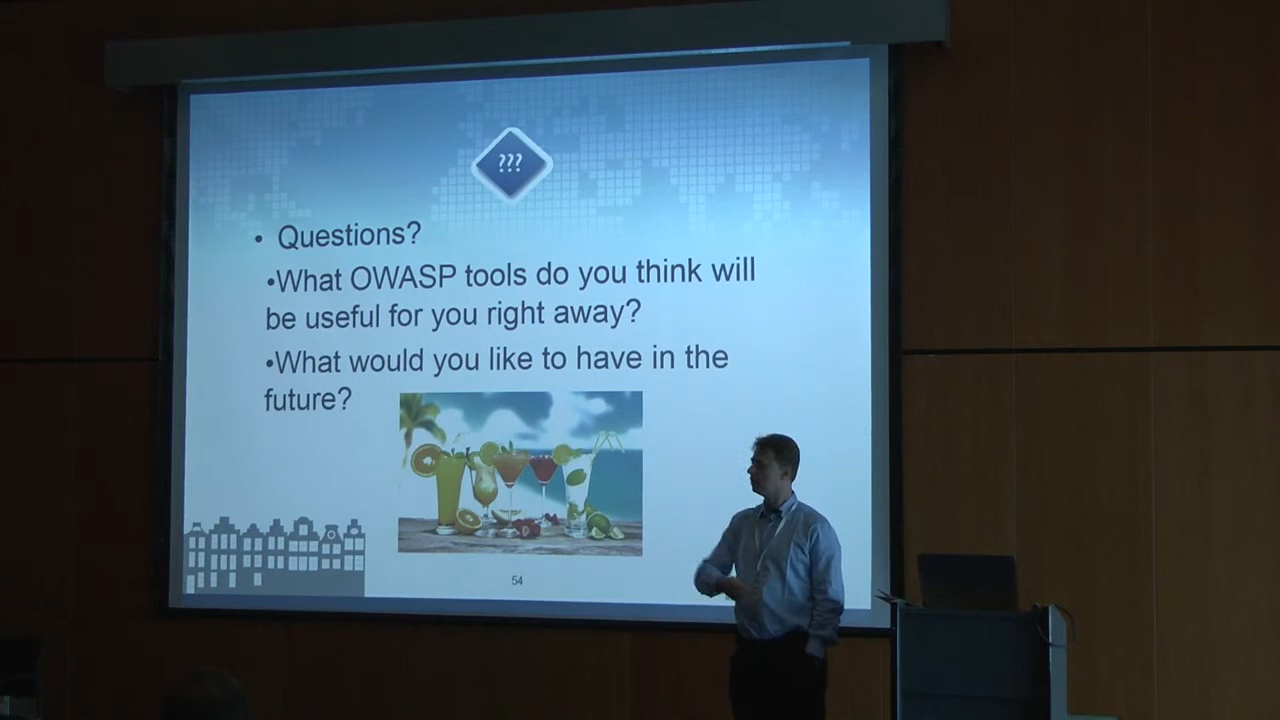 ???
• Questions?
•What OWASP tools do you think will
be useful for you right away?
•What would you like to have in the
future?
54